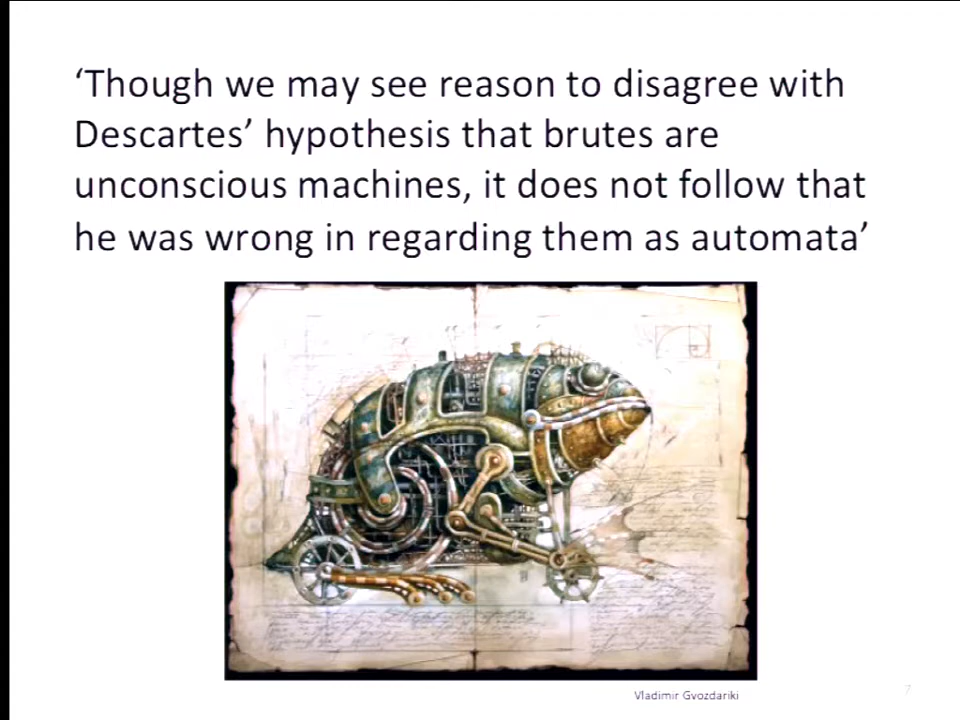 ‘Though we may see reason to disagree with
Descartes’ hypothesis that brutes are
unconscious machines, it does not follow that
he was wrong in regarding them as automata’
Vladimir Gvozdariki
7